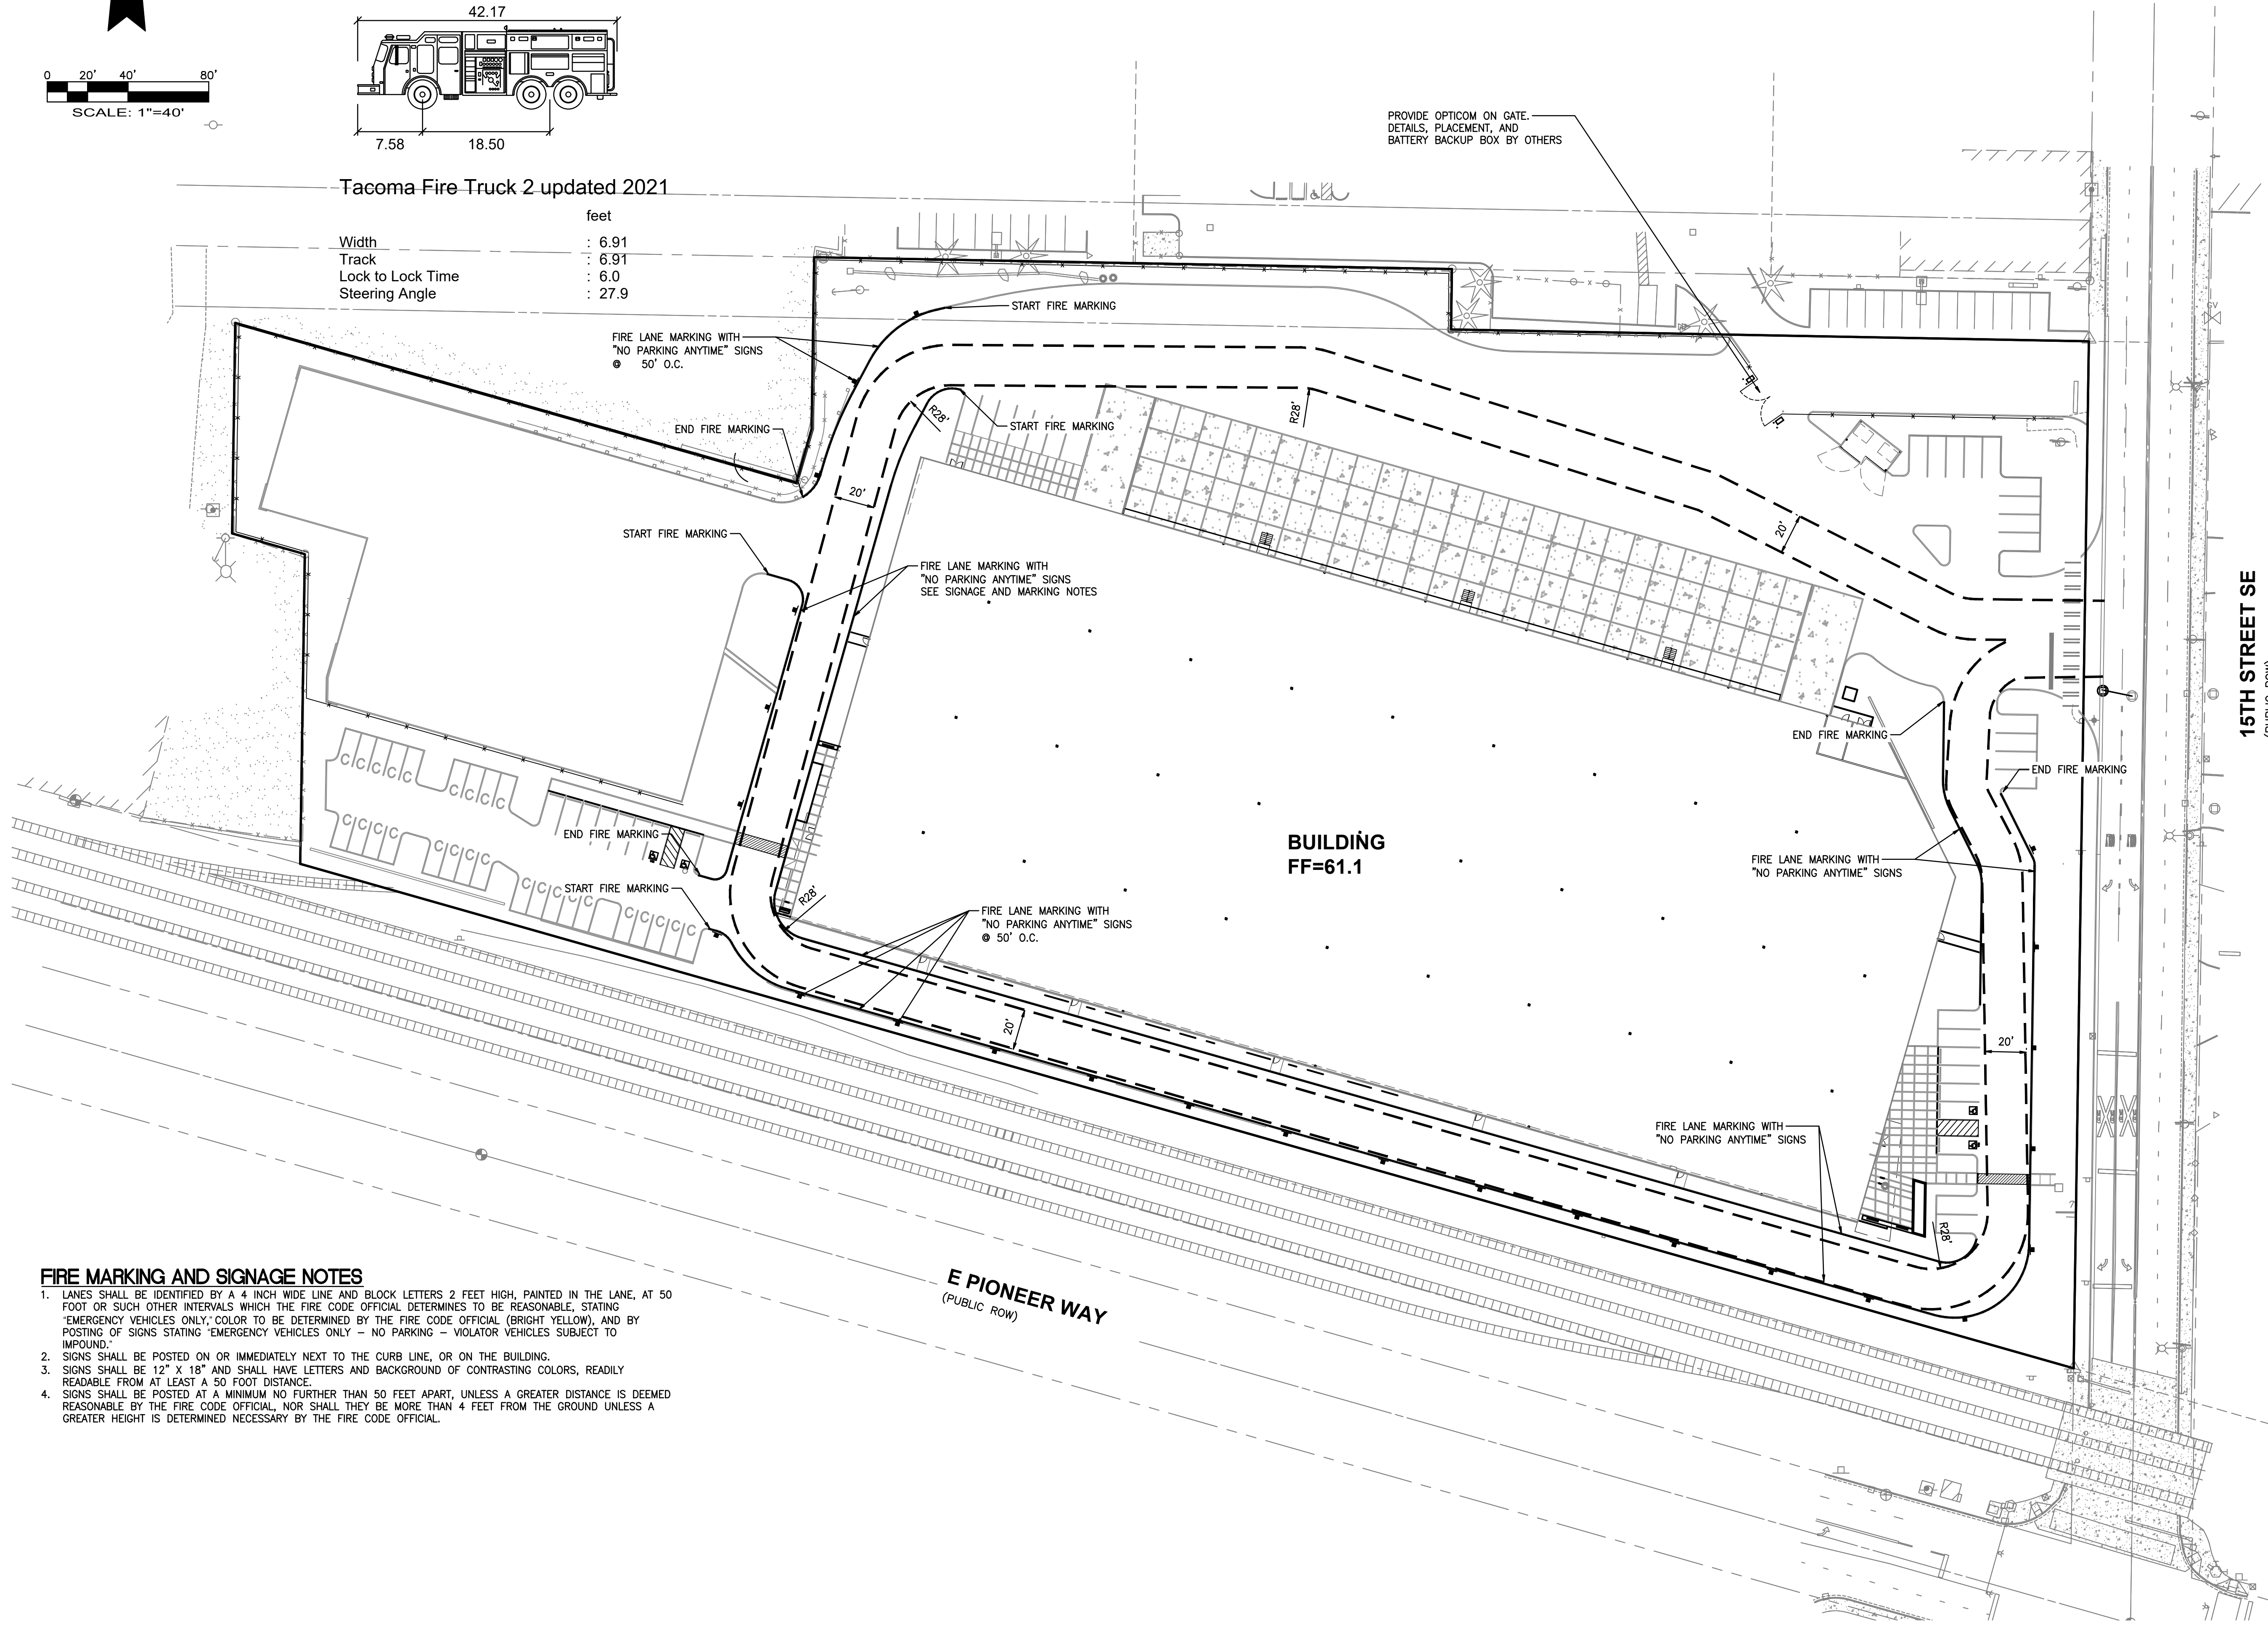 42.17
0 20' 40' 80'
SCALE: 1"=40'
7.58 18.50
Tacoma Fire Truck 2 updated 2021
feet
Width : 6.91
Track : 6.91
Lock to Lock Time : 6.0
Steering Angle : 27.9
PROVIDE OPTICOM ON GATE.
DETAILS, PLACEMENT, AND
BATTERY BACKUP BOX BY OTHERS
GV
START FIRE MARKING
FIRE LANE MARKING WITH
"NO PARKING ANYTIME" SIGNS
@ 50' O.C.
R28'
R28'
START FIRE MARKING
END FIRE MARKING
20'
20'
START FIRE MARKING
FIRE LANE MARKING WITH
"NO PARKING ANYTIME" SIGNS
SEE SIGNAGE AND MARKING NOTES
15TH STREET SE
(PUBLIC ROW)
END FIRE MARKING
END FIRE MARKING
C C C C C
C C C C
C C C C
C C C C
END FIRE MARKING
BUILDING
FF=61.1
FIRE LANE MARKING WITH
"NO PARKING ANYTIME" SIGNS
C C C C C C
START FIRE MARKING
C C C C C
R28'
FIRE LANE MARKING WITH
"NO PARKING ANYTIME" SIGNS
@ 50' O.C.
20'
20'
FIRE LANE MARKING WITH
"NO PARKING ANYTIME" SIGNS
R28'
E PIONEER WAY
(PUBLIC ROW)
FIRE MARKING AND SIGNAGE NOTES
1. LANES SHALL BE IDENTIFIED BY A 4 INCH WIDE LINE AND BLOCK LETTERS 2 FEET HIGH, PAINTED IN THE LANE, AT 50
FOOT OR SUCH OTHER INTERVALS WHICH THE FIRE CODE OFFICIAL DETERMINES TO BE REASONABLE, STATING
"EMERGENCY VEHICLES ONLY," COLOR TO BE DETERMINED BY THE FIRE CODE OFFICIAL (BRIGHT YELLOW), AND BY
POSTING OF SIGNS STATING "EMERGENCY VEHICLES ONLY – NO PARKING – VIOLATOR VEHICLES SUBJECT TO
IMPOUND."
2. SIGNS SHALL BE POSTED ON OR IMMEDIATELY NEXT TO THE CURB LINE, OR ON THE BUILDING.
3. SIGNS SHALL BE 12" X 18" AND SHALL HAVE LETTERS AND BACKGROUND OF CONTRASTING COLORS, READILY
READABLE FROM AT LEAST A 50 FOOT DISTANCE.
4. SIGNS SHALL BE POSTED AT A MINIMUM NO FURTHER THAN 50 FEET APART, UNLESS A GREATER DISTANCE IS DEEMED
REASONABLE BY THE FIRE CODE OFFICIAL, NOR SHALL THEY BE MORE THAN 4 FEET FROM THE GROUND UNLESS A
GREATER HEIGHT IS DETERMINED NECESSARY BY THE FIRE CODE OFFICIAL.